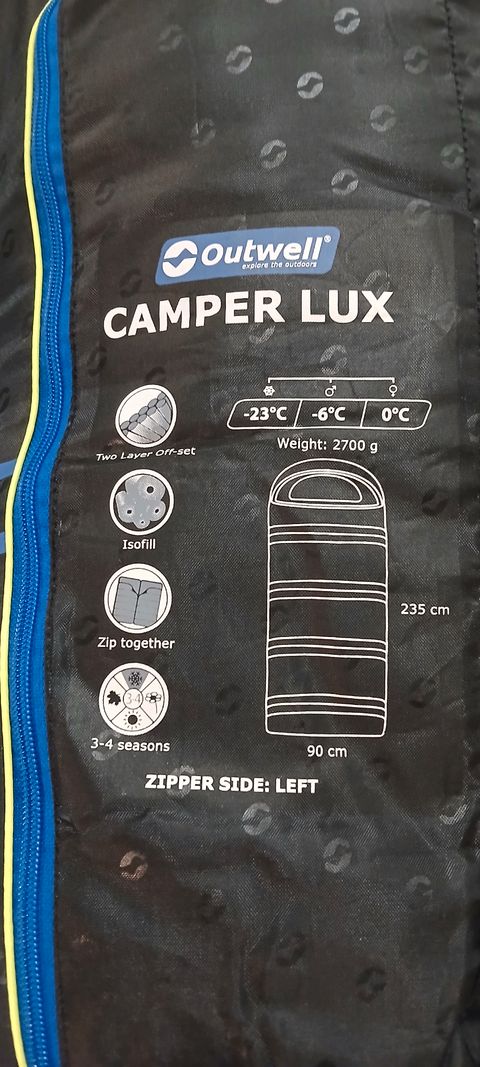 Outwell®
explore the outdoors
CAMPER LUX
-23°C -6°C 0°C
Weight: 2700 g
Two Layer Off-set
Isofill
Zip together
3-4
3-4 seasons
235 cm
90 cm
ZIPPER SIDE: LEFT